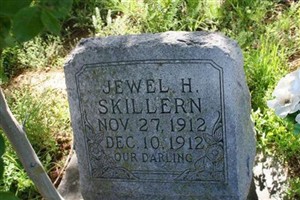 JEWEL H.
SKILLERN
NOV. 27, 1912
DEC. 10, 1912
OUR DARLING